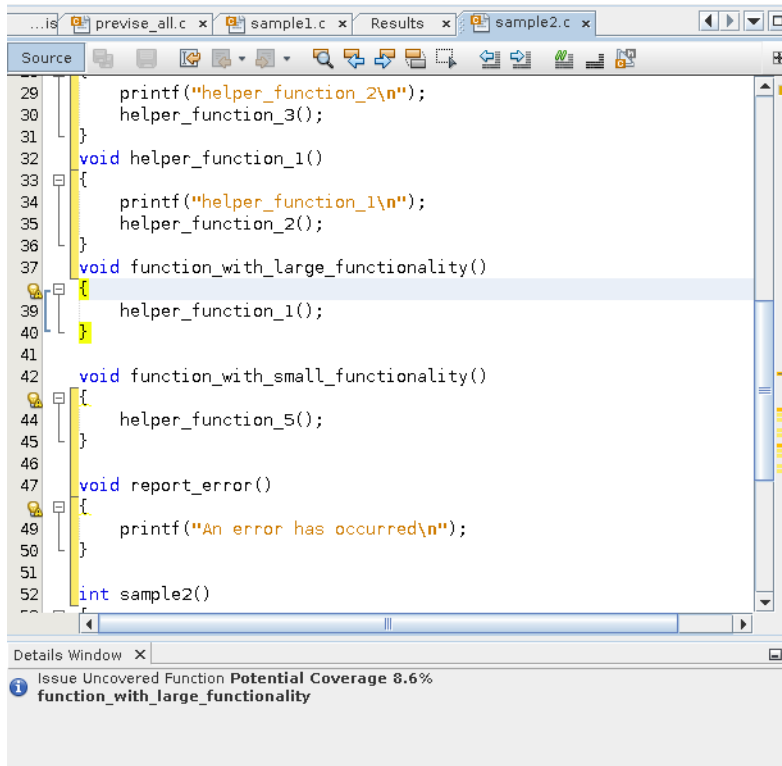 ...is previse_all.c x sample1.c x Results x sample2.c x
Source
29 printf("helper_function_2\n");
30 helper_function_3();
31 }
32 void helper_function_1()
33 {
34 printf("helper_function_1\n");
35 helper_function_2();
36 }
37 void function_with_large_functionality()
{
39 helper_function_1();
40 }
41
42 void function_with_small_functionality()
{
44 helper_function_5();
45 }
46
47 void report_error()
{
49 printf("An error has occurred\n");
50 }
51
52 int sample2()
Details Window X
Issue Uncovered Function Potential Coverage 8.6%
function_with_large_functionality